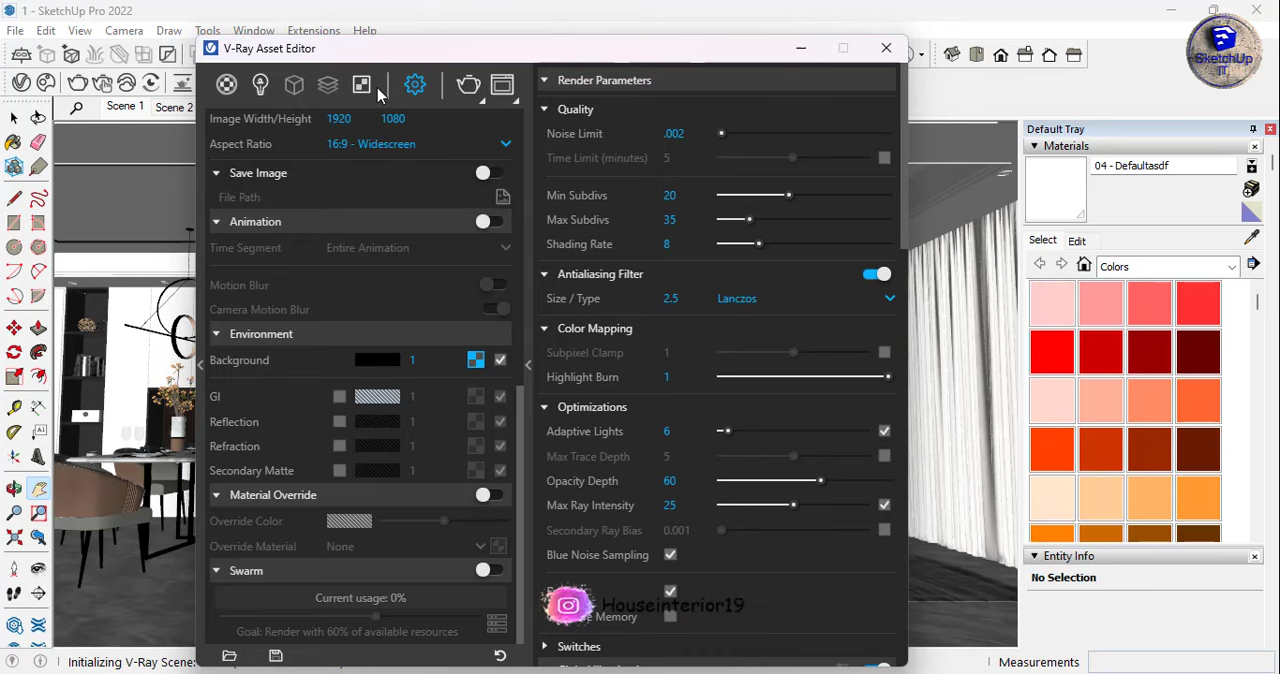 1 - SketchUp Pro 2022
File Edit View Camera Draw Tools Window Extensions Help
SketchUp
IT
Scene 1 Scene 2
V-Ray Asset Editor
Image Width/Height 1920 1080
Aspect Ratio 16:9 - Widescreen
Save Image
File Path
Animation
Time Segment Entire Animation
Motion Blur
Camera Motion Blur
Environment
Background 1
GI 1
Reflection 1
Refraction 1
Secondary Matte 1
Material Override
Override Color
Override Material None
Swarm
Current usage: 0%
Goal: Render with 60% of available resources
Render Parameters
Quality
Noise Limit .002
Time Limit (minutes) 5
Min Subdivs 20
Max Subdivs 35
Shading Rate 8
Antialiasing Filter
Size / Type 2.5 Lanczos
Color Mapping
Subpixel Clamp 1
Highlight Burn 1
Optimizations
Adaptive Lights 6
Max Trace Depth 5
Opacity Depth 60
Max Ray Intensity 25
Secondary Ray Bias 0.001
Blue Noise Sampling
Houseinterior19
Memory
Switches
Default Tray
Materials
04 - Defaultasdf
Select Edit
Colors
Entity Info
No Selection
Initializing V-Ray Scene:
Measurements